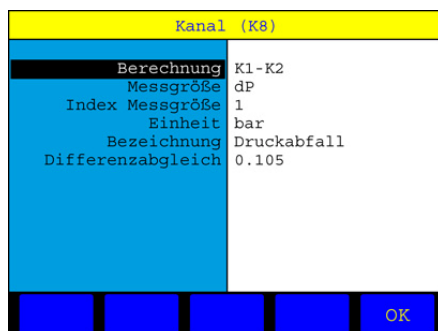 Kanal (K8)
Berechnung K1-K2
Messgröße dP
Index Messgröße 1
Einheit bar
Bezeichnung Druckabfall
Differenzabgleich 0.105
OK